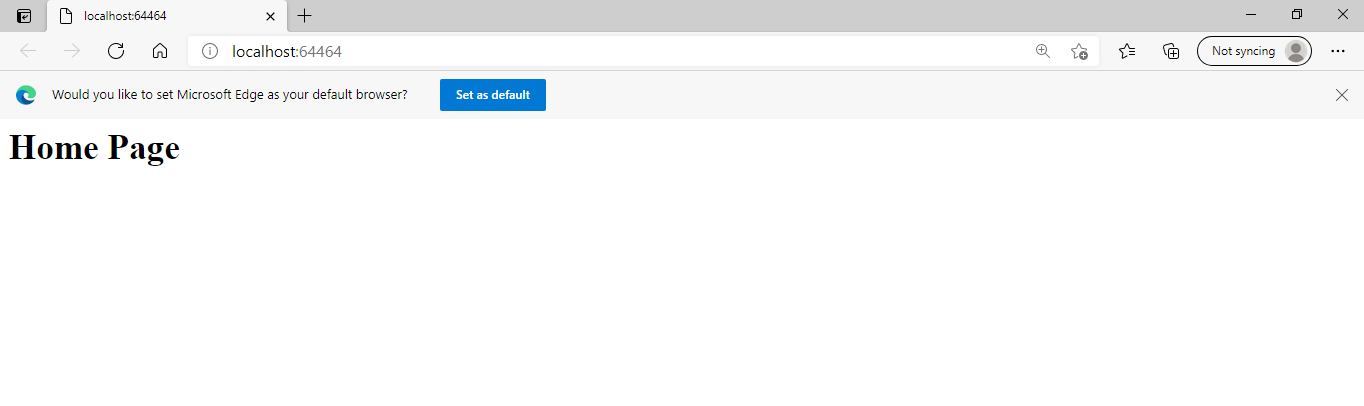 localhost:64464
localhost:64464
Not syncing
Would you like to set Microsoft Edge as your default browser?
Set as default
Home Page